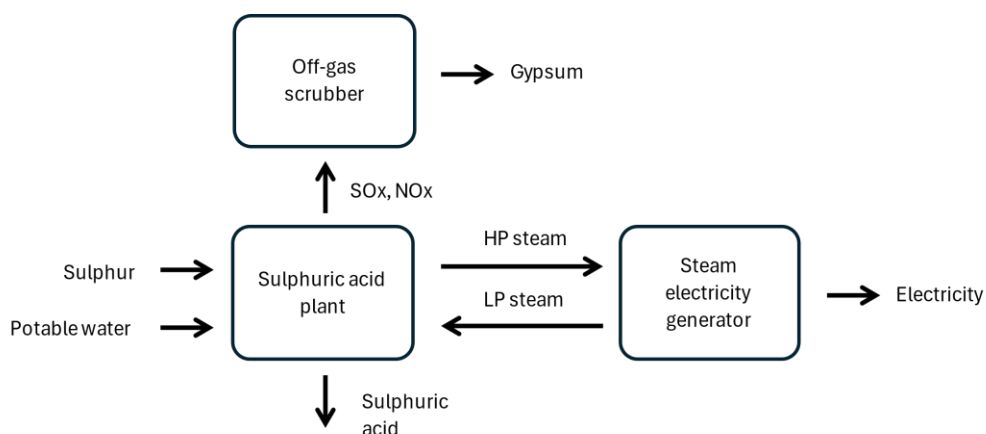 Off-gas
scrubber
Gypsum
SOx, NOx
HP steam
Sulphur
Sulphuric acid
plant
Steam
electricity
generator
Electricity
LP steam
Potable water
Sulphuric
acid